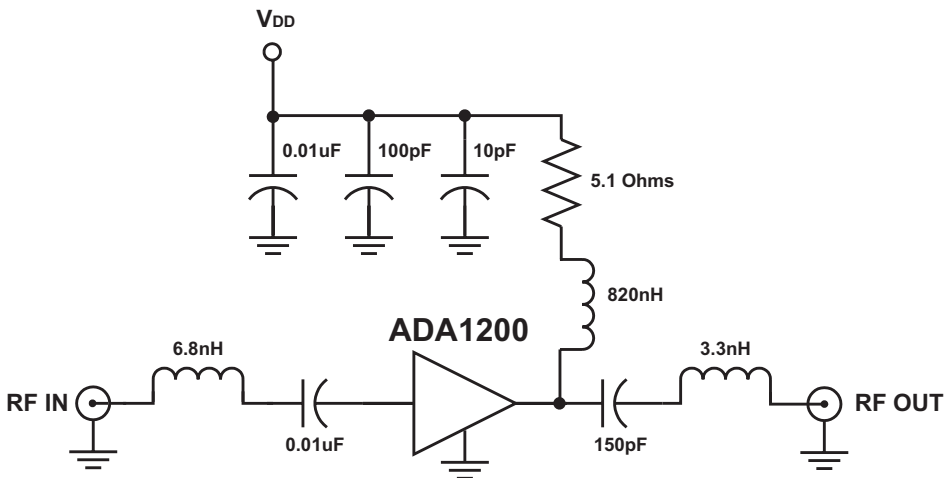 VDD
0.01uF
100pF
10pF
5.1 Ohms
820nH
ADA1200
6.8nH
3.3nH
RF IN
RF OUT
0.01uF
150pF